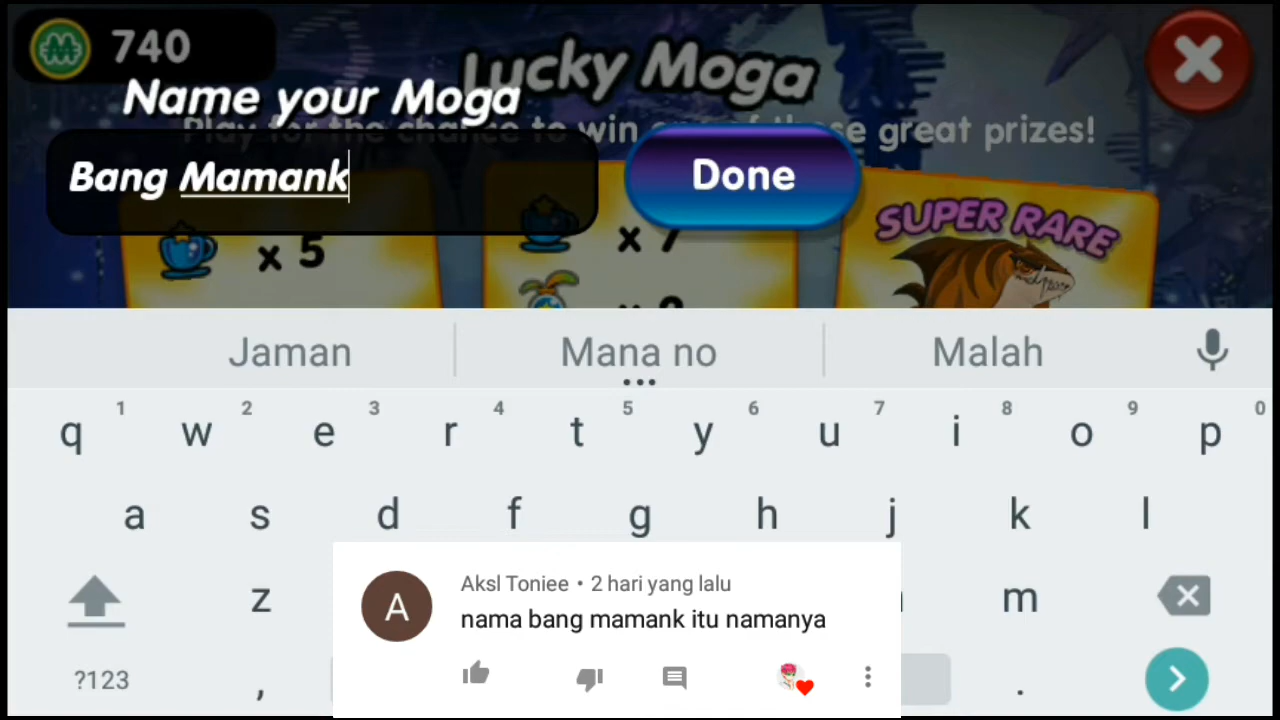 740
Lucky Moga
Name your Moga
Play for the chance to win one of these great prizes!
Bang Mamank
Done
x 5
x 7
SUPER RARE
Jaman
Mana no
Malah
1 2 3 4 5 6 7 8 9 0
q w e r t y u i o p
a s d f g h j k l
z m
?123 , .
A
Aksl Toniee • 2 hari yang lalu
nama bang mamank itu namanya